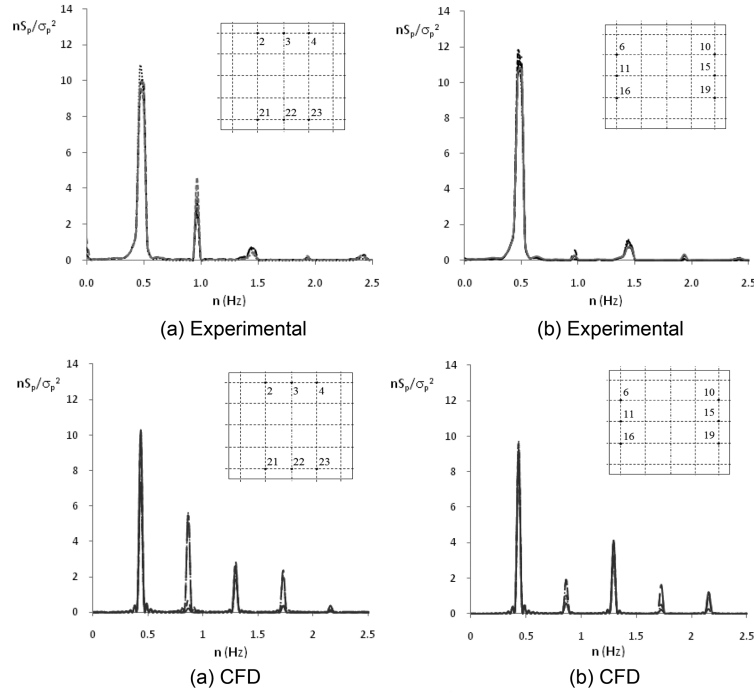 nSₚ/σₚ²
14
12
10
8
6
4
2
0
0.0 0.5 1.0 1.5 2.0 2.5
n (Hz)
2 3 4
21 22 23
(a) Experimental
nSₚ/σₚ²
14
12
10
8
6
4
2
0
0.0 0.5 1.0 1.5 2.0 2.5
n (Hz)
6 10
11 15
16 19
(b) Experimental
nSₚ/σₚ²
14
12
10
8
6
4
2
0
0 0.5 1 1.5 2 2.5
n (Hz)
2 3 4
21 22 23
(a) CFD
nSₚ/σₚ²
14
12
10
8
6
4
2
0
0 0.5 1 1.5 2 2.5
n (Hz)
6 10
11 15
16 19
(b) CFD